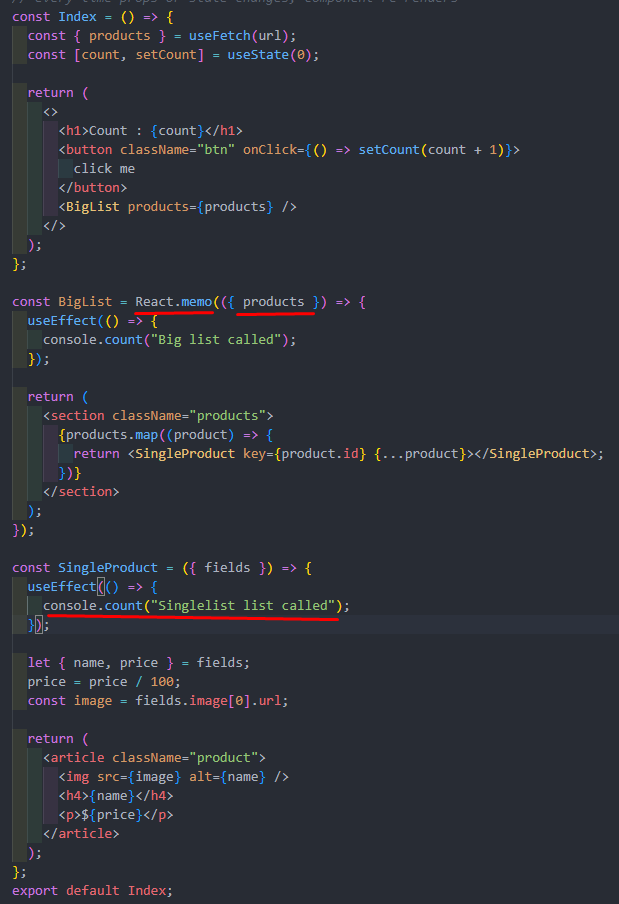 // every time props or state changes, component re-renders
const Index = () => {
  const { products } = useFetch(url);
  const [count, setCount] = useState(0);

  return (
    <>
      <h1>Count : {count}</h1>
      <button className="btn" onClick={() => setCount(count + 1)}>
        click me
      </button>
      <BigList products={products} />
    </>
  );
};

const BigList = React.memo(({ products }) => {
  useEffect(() => {
    console.count("Big list called");
  });

  return (
    <section className="products">
      {products.map((product) => {
        return <SingleProduct key={product.id} {...product}></SingleProduct>;
      })}
    </section>
  );
});

const SingleProduct = ({ fields }) => {
  useEffect(() => {
    console.count("Singlelist list called");
  });

  let { name, price } = fields;
  price = price / 100;
  const image = fields.image[0].url;

  return (
    <article className="product">
      <img src={image} alt={name} />
      <h4>{name}</h4>
      <p>${price}</p>
    </article>
  );
};
export default Index;